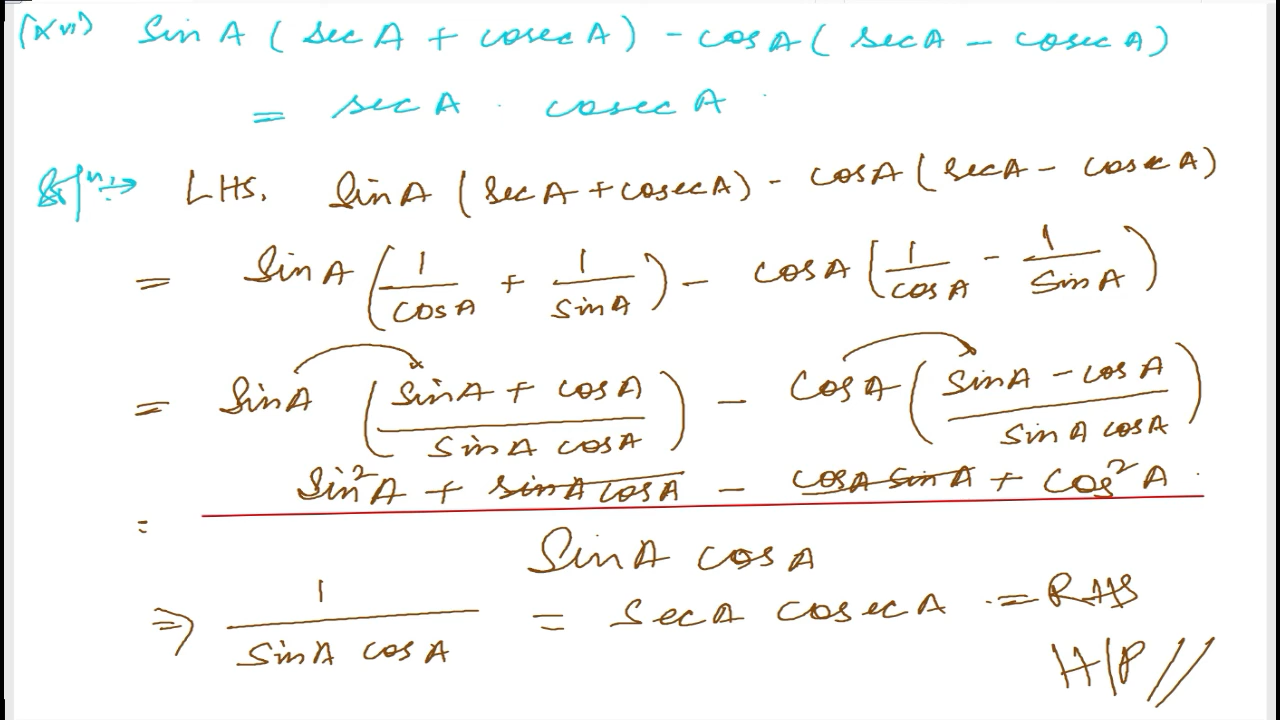 (xvi) Sin A ( sec A + cosec A ) - cos A ( sec A - cosec A )
= sec A . cosec A
Sol^n:→ LHS. Sin A ( Sec A + cosec A ) - cos A ( sec A - cosec A )
= Sin A ( 1/cos A + 1/sin A ) - cos A ( 1/cos A - 1/Sin A )
= Sin A ( (Sin A + cos A)/(Sin A cos A) ) - Cos A ( (Sin A - cos A)/(Sin A cos A) )
= (Sin²A + sin A cos A - cos A sin A + Cos²A)/(Sin A cos A)
⇒ 1/(Sin A cos A) = Sec A cosec A .= RHS
H/P//